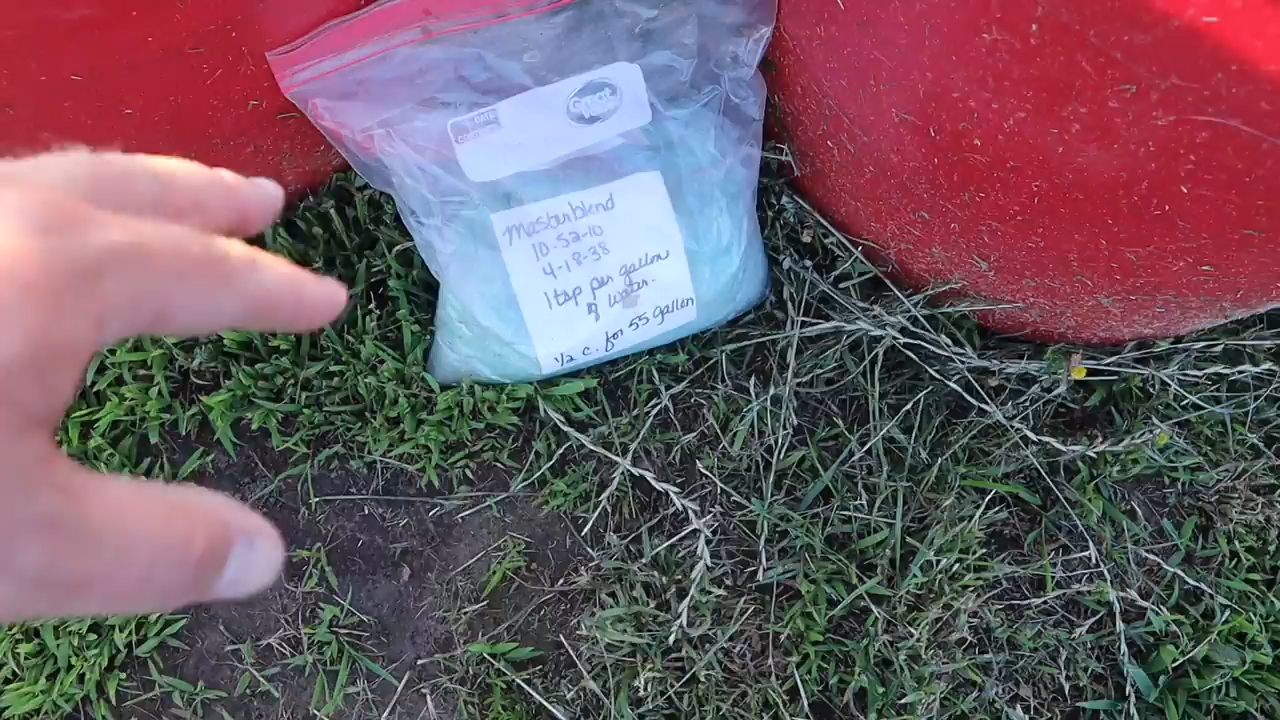 DATE
Great
Masterblend
10-52-10
4-18-38
1 tsp per gallon
of water.
1/2 c. for 55 gallon